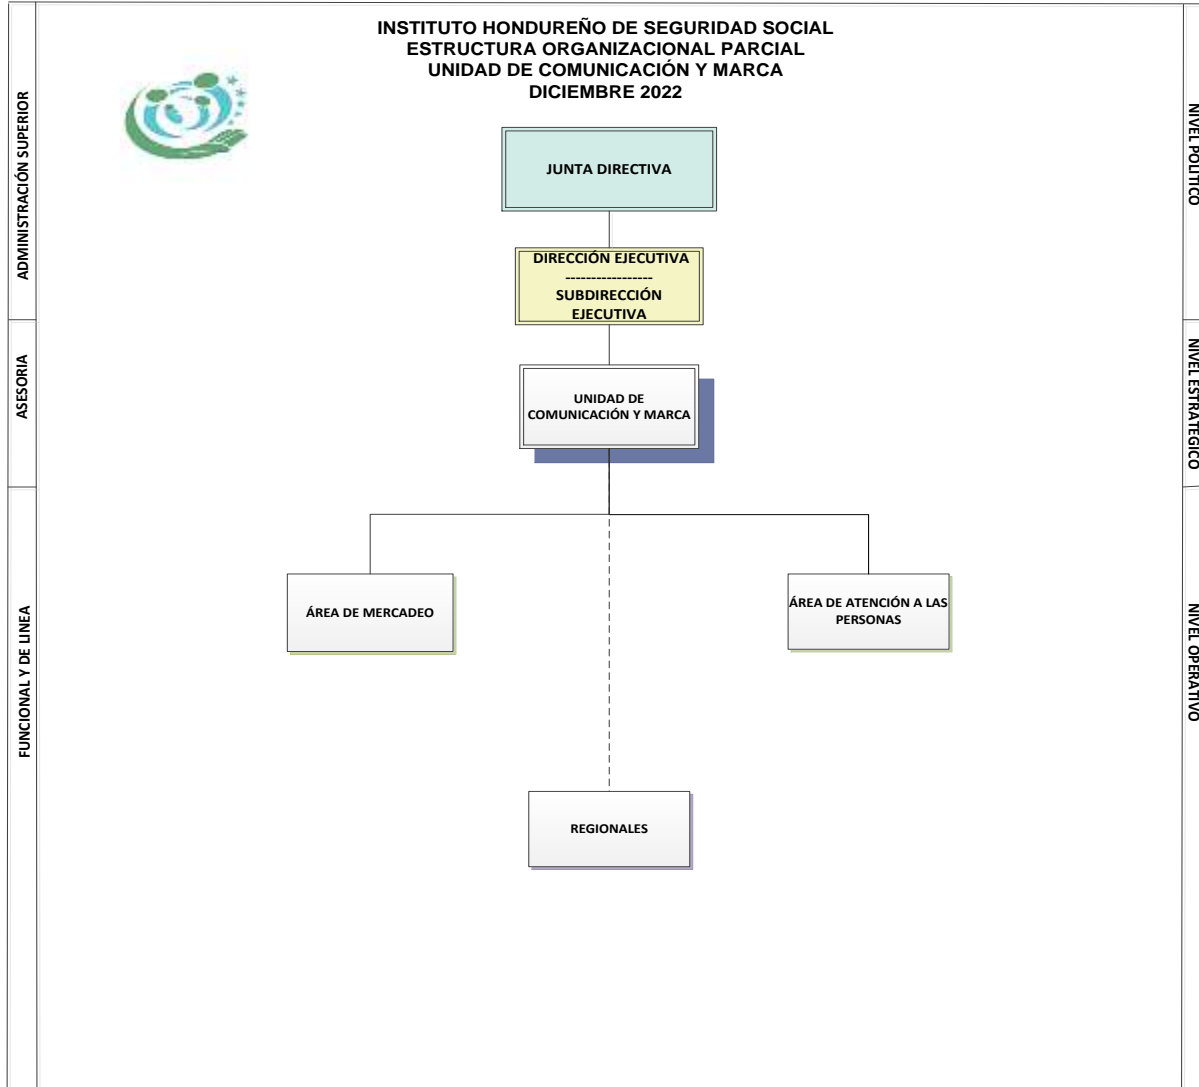 INSTITUTO HONDUREÑO DE SEGURIDAD SOCIAL
ESTRUCTURA ORGANIZACIONAL PARCIAL
UNIDAD DE COMUNICACIÓN Y MARCA
DICIEMBRE 2022
ADMINISTRACIÓN SUPERIOR
NIVEL POLITICO
JUNTA DIRECTIVA
DIRECCIÓN EJECUTIVA
-----------------
SUBDIRECCIÓN
EJECUTIVA
ASESORIA
NIVEL ESTRATEGICO
UNIDAD DE
COMUNICACIÓN Y MARCA
FUNCIONAL Y DE LINEA
NIVEL OPERATIVO
ÁREA DE MERCADEO
ÁREA DE ATENCIÓN A LAS
PERSONAS
REGIONALES